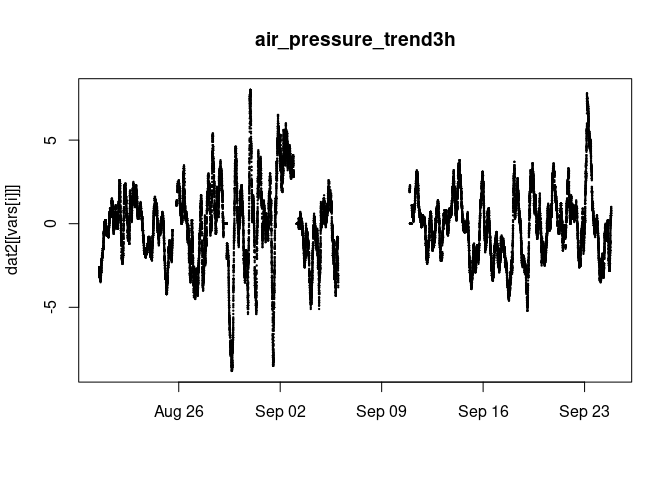 air_pressure_trend3h
dat2[[vars[i]]]
5
0
-5
Aug 26 Sep 02 Sep 09 Sep 16 Sep 23